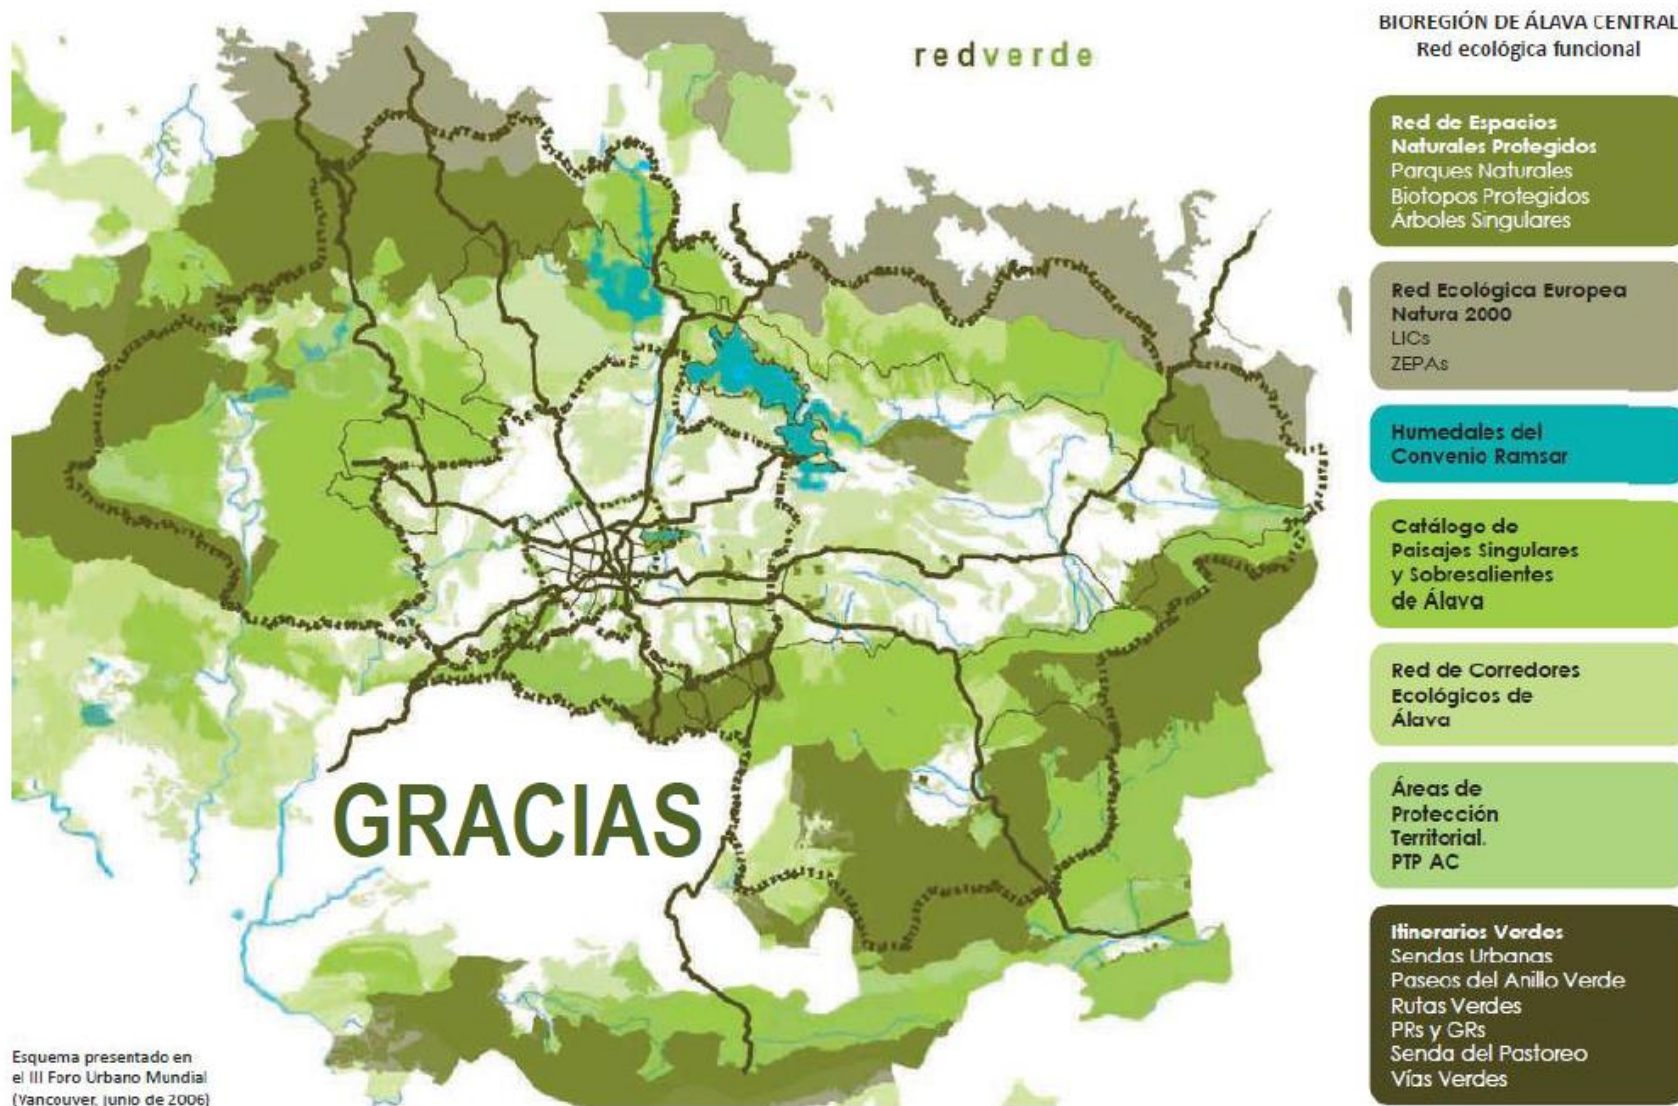 redverde
BIOREGIÓN DE ÁLAVA CENTRAL
Red ecológica funcional
Red de Espacios
Naturales Protegidos
Parques Naturales
Biotopos Protegidos
Árboles Singulares
Red Ecológica Europea
Natura 2000
LICs
ZEPAs
Humedales del
Convenio Ramsar
Catálogo de
Paisajes Singulares
y Sobresalientes
de Álava
Red de Corredores
Ecológicos de
Álava
Áreas de
Protección
Territorial.
PTP AC
Itinerarios Verdes
Sendas Urbanas
Paseos del Anillo Verde
Rutas Verdes
PRs y GRs
Senda del Pastoreo
Vías Verdes
GRACIAS
Esquema presentado en
el III Foro Urbano Mundial
(Vancouver, junio de 2006)